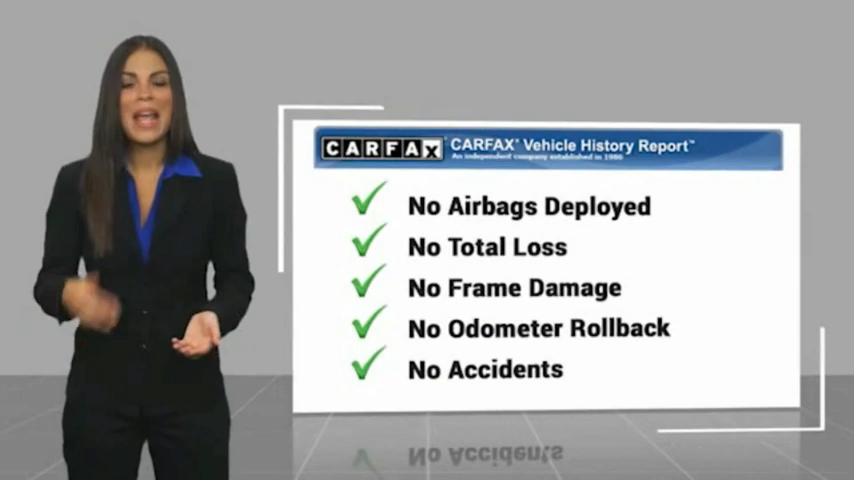 CARFAX CARFAX® Vehicle History Report™
An independent company established in 1986
No Airbags Deployed
No Total Loss
No Frame Damage
No Odometer Rollback
No Accidents
No Accidents